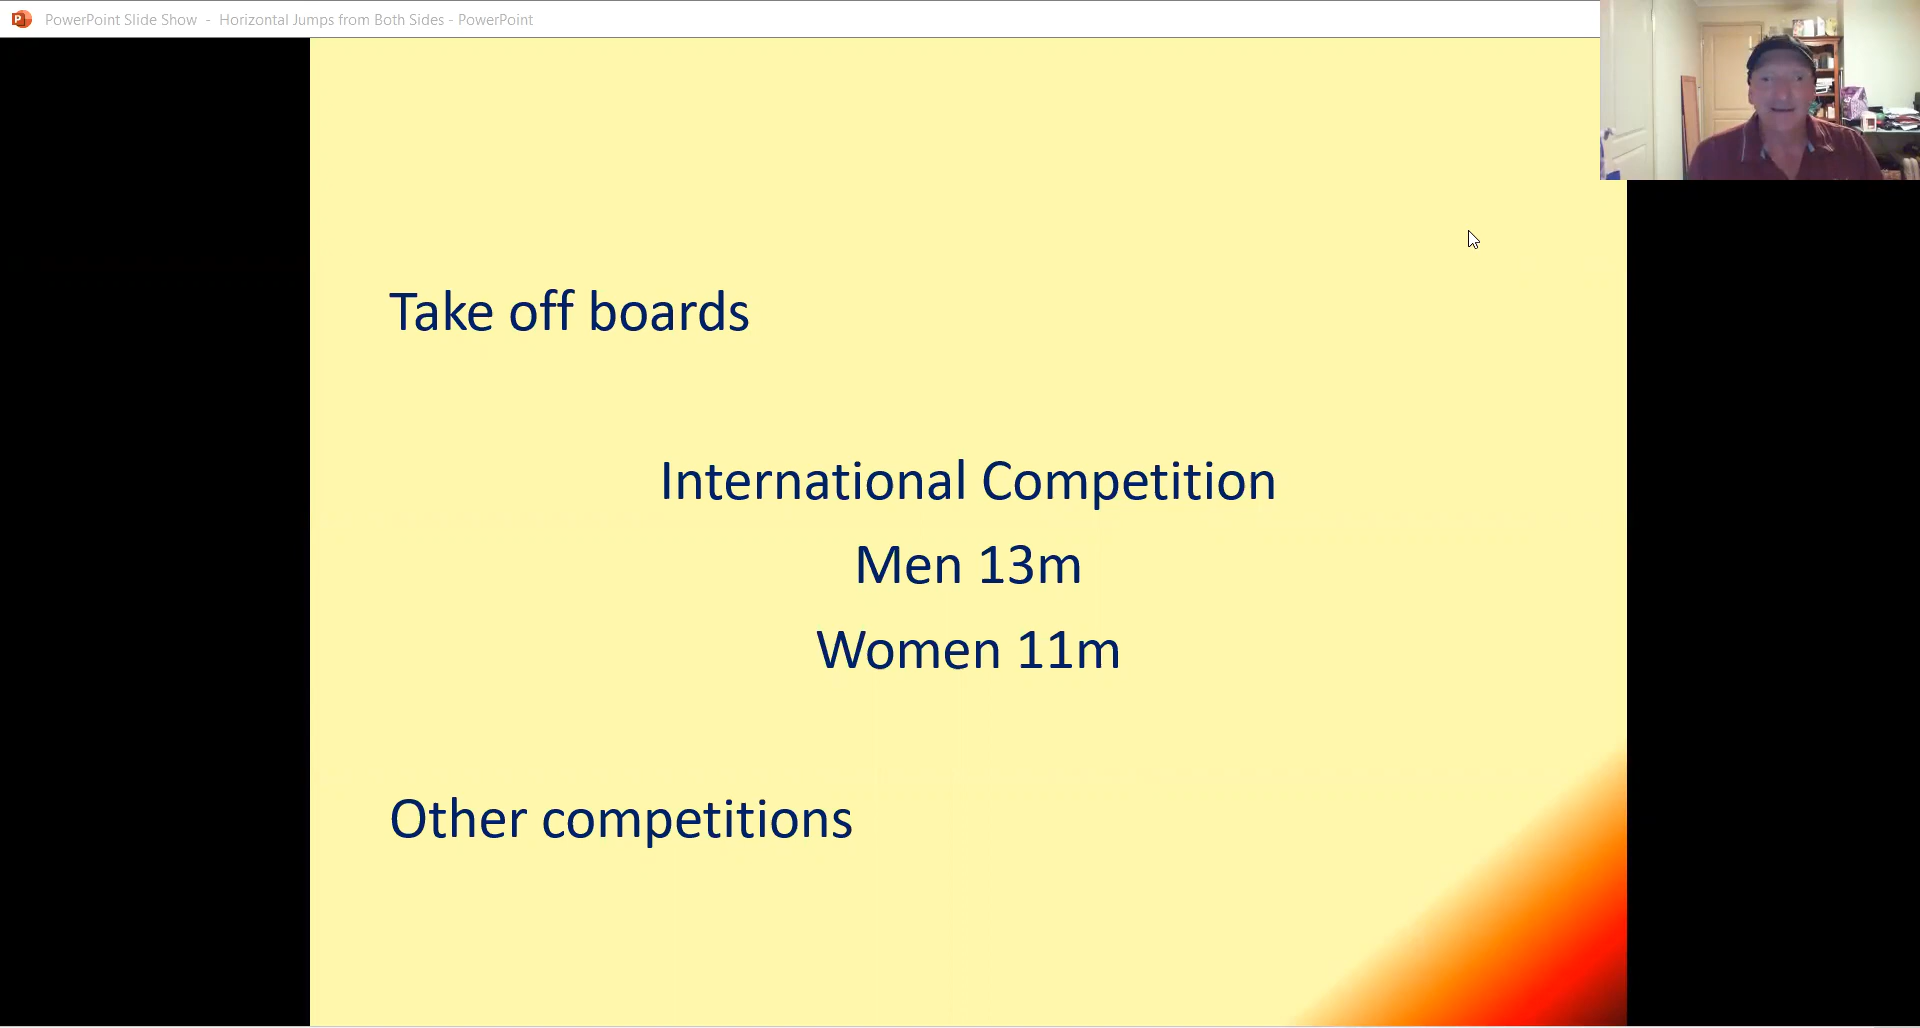 PowerPoint Slide Show - Horizontal Jumps from Both Sides - PowerPoint
Take off boards
International Competition
Men 13m
Women 11m
Other competitions